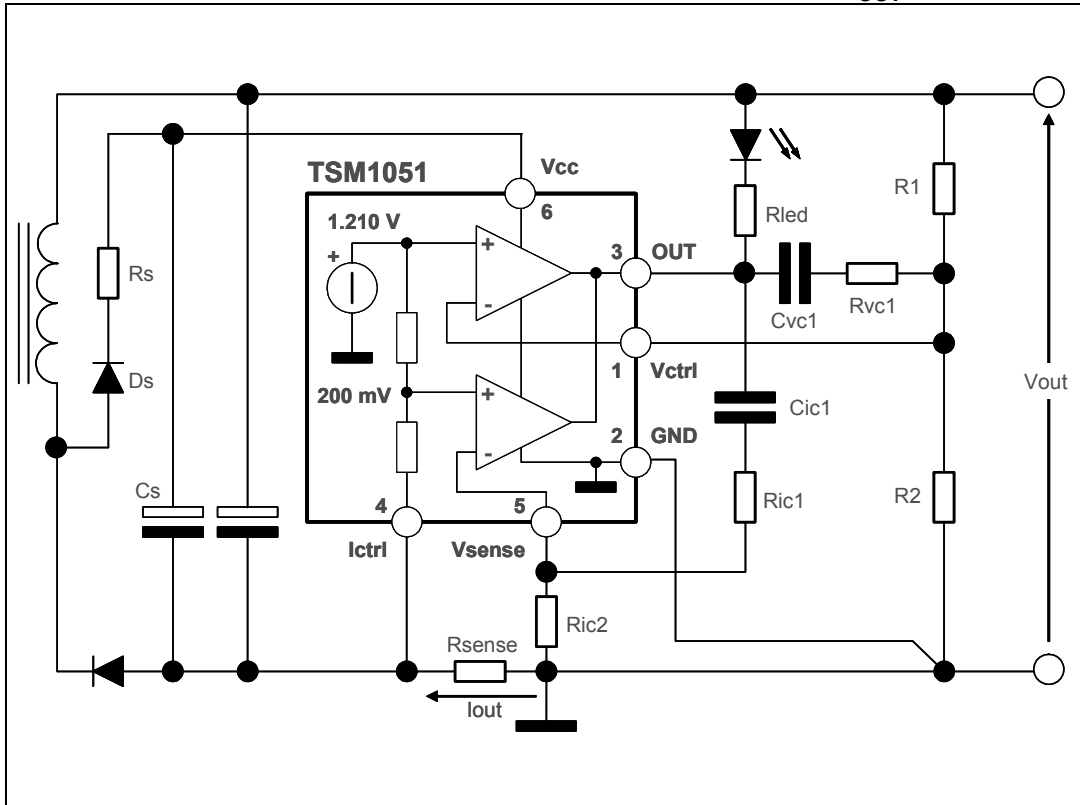 TSM1051
Vcc
6
1.210 V
+
+
-
3
OUT
Rled
R1
Rs
Cvc1
Rvc1
1
Vctrl
Ds
200 mV
+
-
2
GND
Cic1
Vout
Cs
4
5
Ric1
R2
Ictrl
Vsense
Ric2
Rsense
Iout